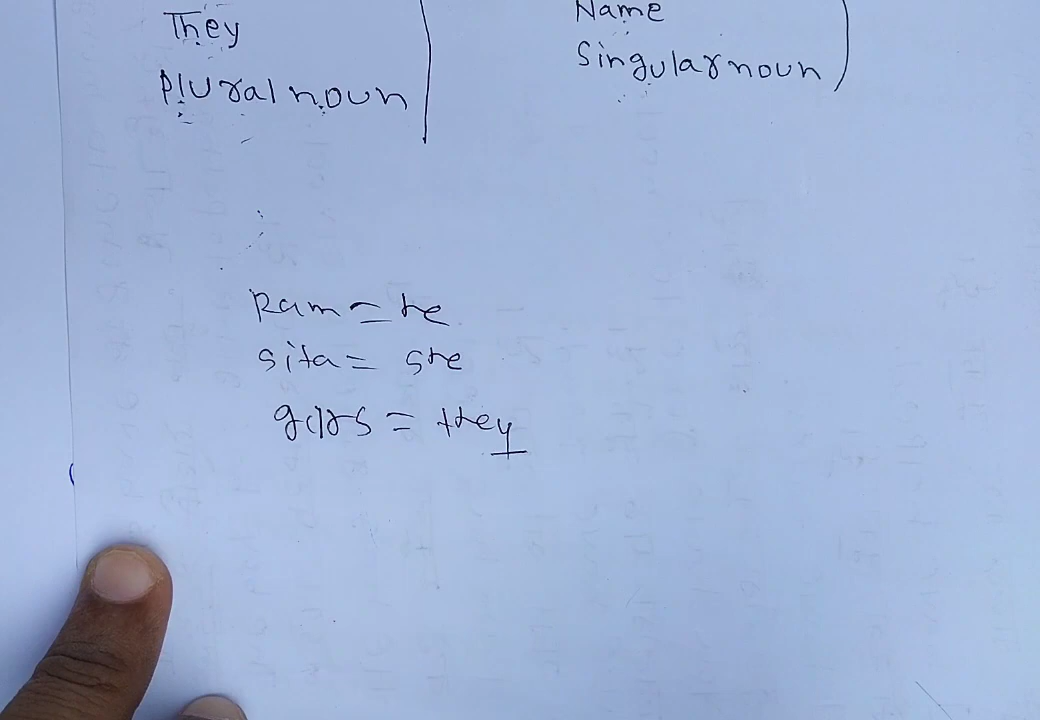 They
Plural noun
Name
Singular noun
Ram = he
sita = she
girls = they